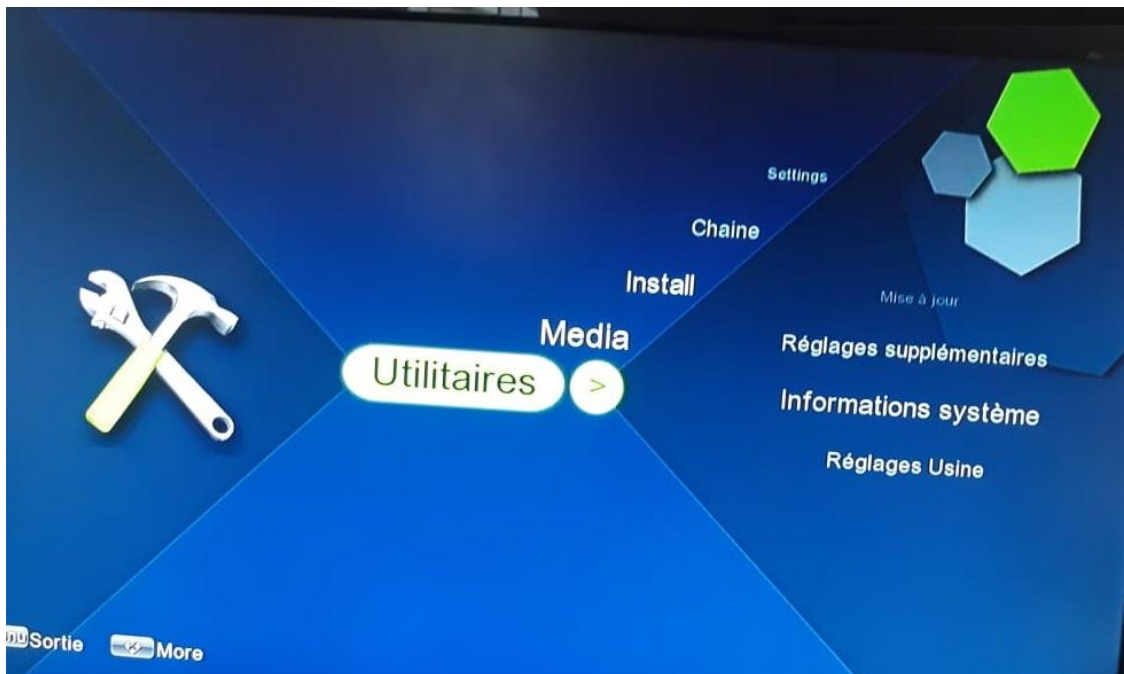 Settings
Chaine
Install
Media
Utilitaires >
Mise à jour
Réglages supplémentaires
Informations système
Réglages Usine
Sortie
More